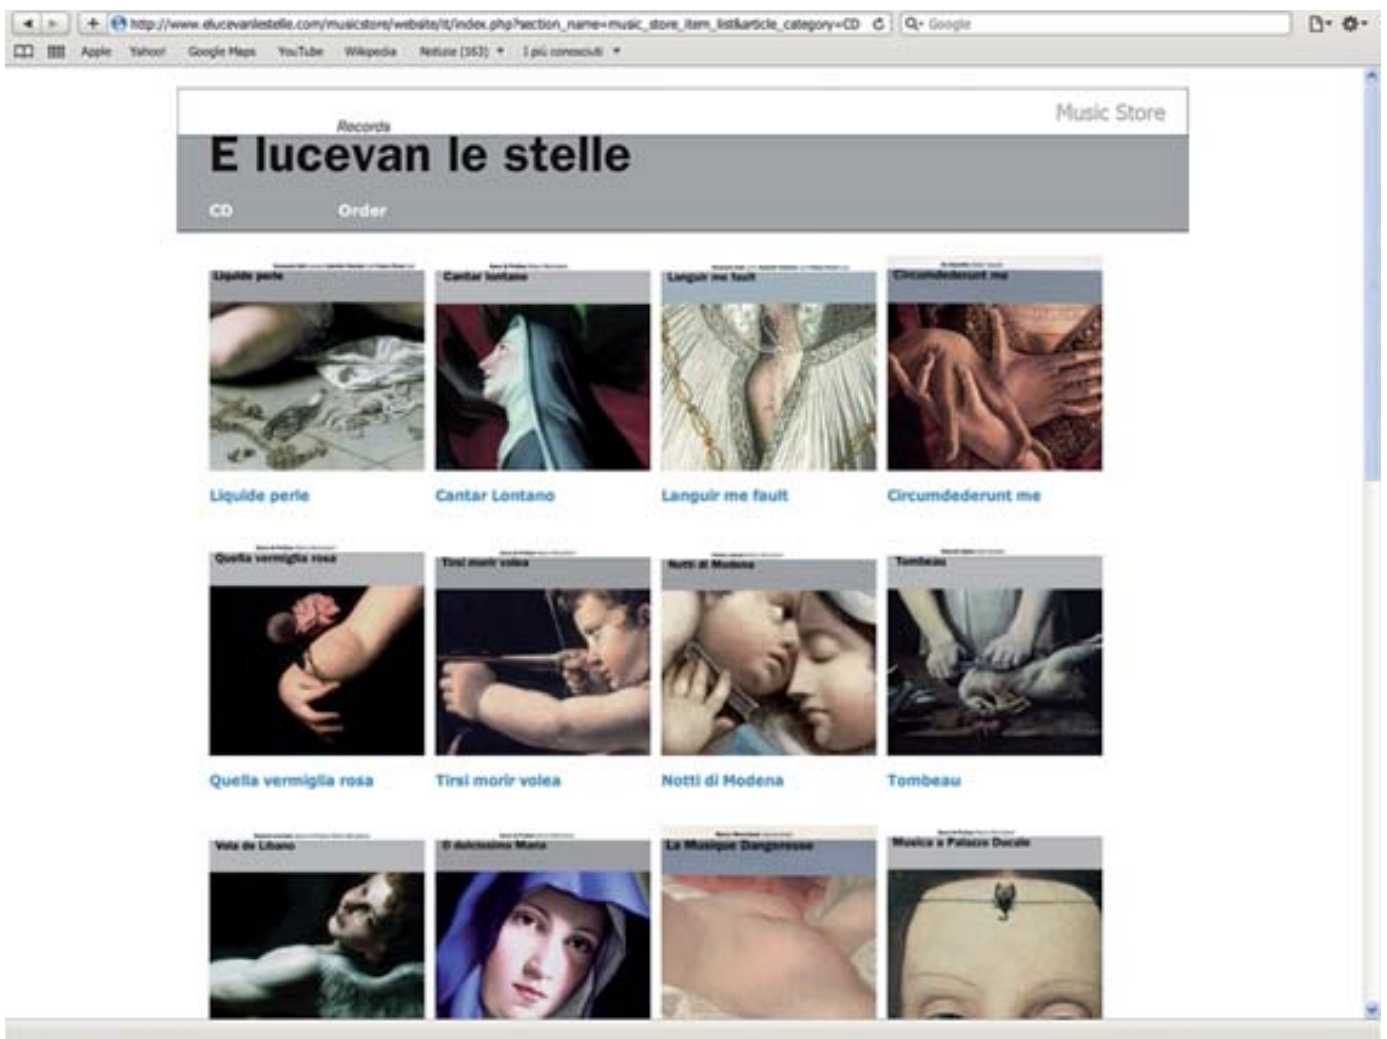 http://www.elucevanlestelle.com/musicstore/website/it/index.php?section_name=music_store_item_list&article_category=CD
Google
Apple Yahoo! Google Maps YouTube Wikipedia Notizie (163) I più conosciuti
Music Store
Records
E lucevan le stelle
CD Order
Liquide perle Cantar lontano Languir me fault Circumdederunt me
Liquide perle Cantar Lontano Languir me fault Circumdederunt me
Quella vermiglia rosa Tirsi morir volea Notti di Modena Tombeau
Quella vermiglia rosa Tirsi morir volea Notti di Modena Tombeau
Vola de Libano O dulcissima Maria La Musique Dangereuse Musica a Palazzo Ducale